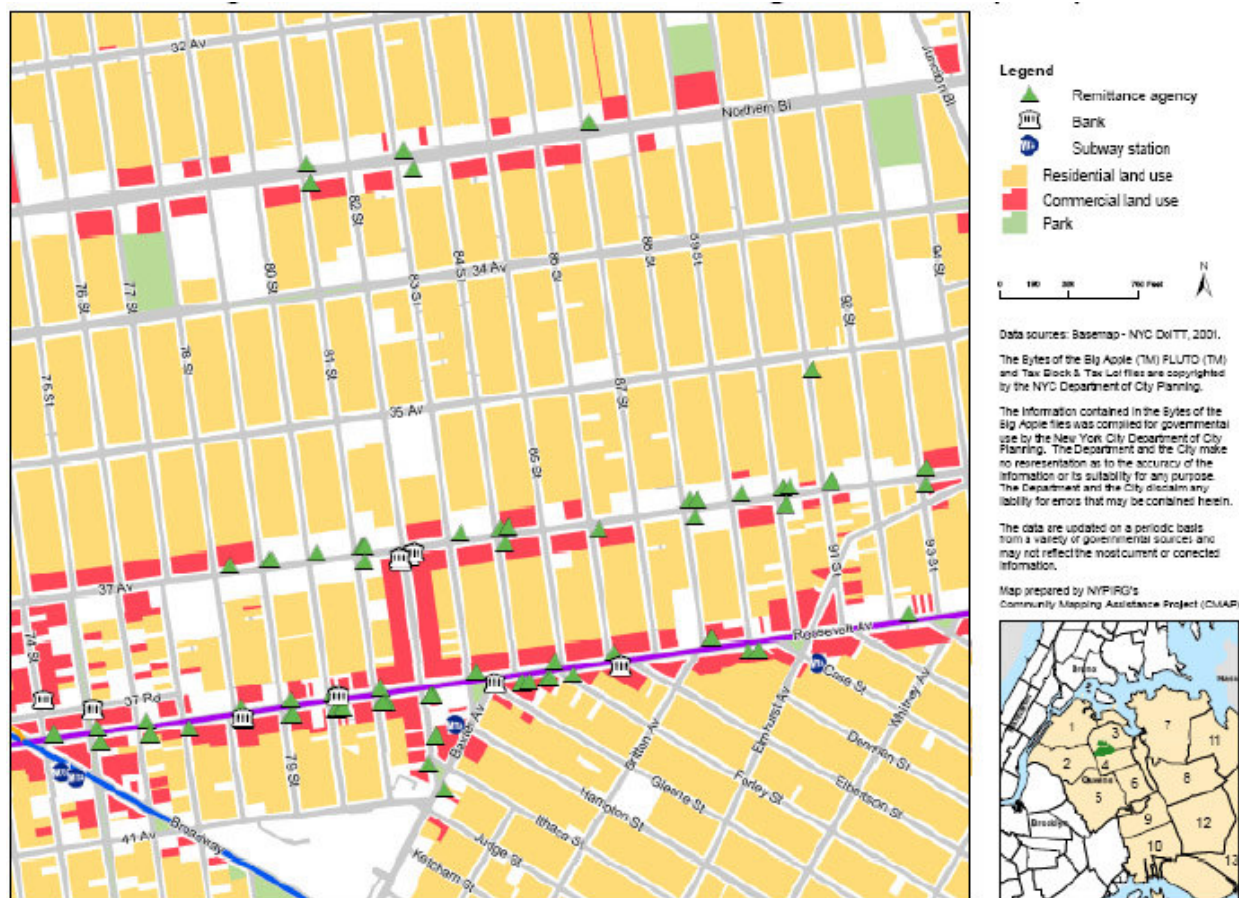 32 Av
Junction Bl
Northern Bl
82 St
80 St
83 St
84 St
34 Av
86 St
88 St
89 St
94 St
76 St
77 St
78 St
81 St
92 St
75 St
35 Av
87 St
85 St
37 Av
91 St
93 St
74 St
37 Rd
Roosevelt Av
Case St
Baxter Av
79 St
Britten Av
Elmhurst Av
Whitney Av
Denman St
Gleane St
Forley St
Elbertson St
Hampton St
Ithaca St
Judge St
Ketcham St
41 Av
Broadway
Legend
Remittance agency
Bank
Subway station
Residential land use
Commercial land use
Park
N
0 190 380 760 Feet
Data sources: Basemap - NYC DoITT, 2001.
The Bytes of the Big Apple (TM) PLUTO (TM)
and Tax Block & Tax Lot files are copyrighted
by the NYC Department of City Planning.
The information contained in the Bytes of the
Big Apple files was compiled for governmental
use by the New York City Department of City
Planning. The Department and the City make
no representation as to the accuracy of the
information or its suitability for any purpose.
The Department and the City disclaim any
liability for errors that may be contained herein.
The data are updated on a periodic basis
from a variety of governmental sources and
may not reflect the most current or corrected
information.
Map prepared by NYPIRG's
Community Mapping Assistance Project (CMAP)
Bronx
Nass
1
3
7
11
2
4
Queens
6
8
5
Brooklyn
9
12
10
13